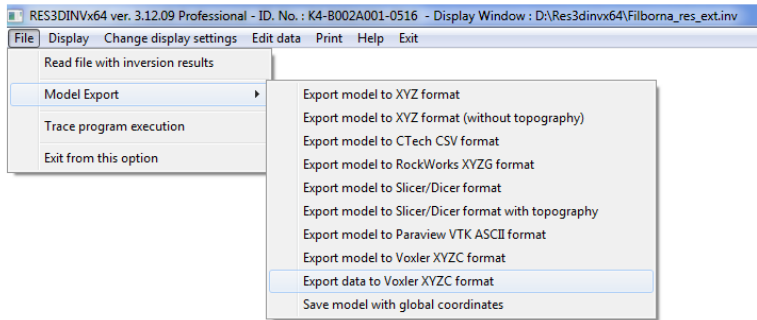 RES3DINVx64 ver. 3.12.09 Professional - ID. No. : K4-B002A001-0516 - Display Window : D:\Res3dinvx64\Filborna_res_ext.inv
File Display Change display settings Edit data Print Help Exit
Read file with inversion results
Model Export
Trace program execution
Exit from this option
Export model to XYZ format
Export model to XYZ format (without topography)
Export model to CTech CSV format
Export model to RockWorks XYZG format
Export model to Slicer/Dicer format
Export model to Slicer/Dicer format with topography
Export model to Paraview VTK ASCII format
Export model to Voxler XYZC format
Export data to Voxler XYZC format
Save model with global coordinates